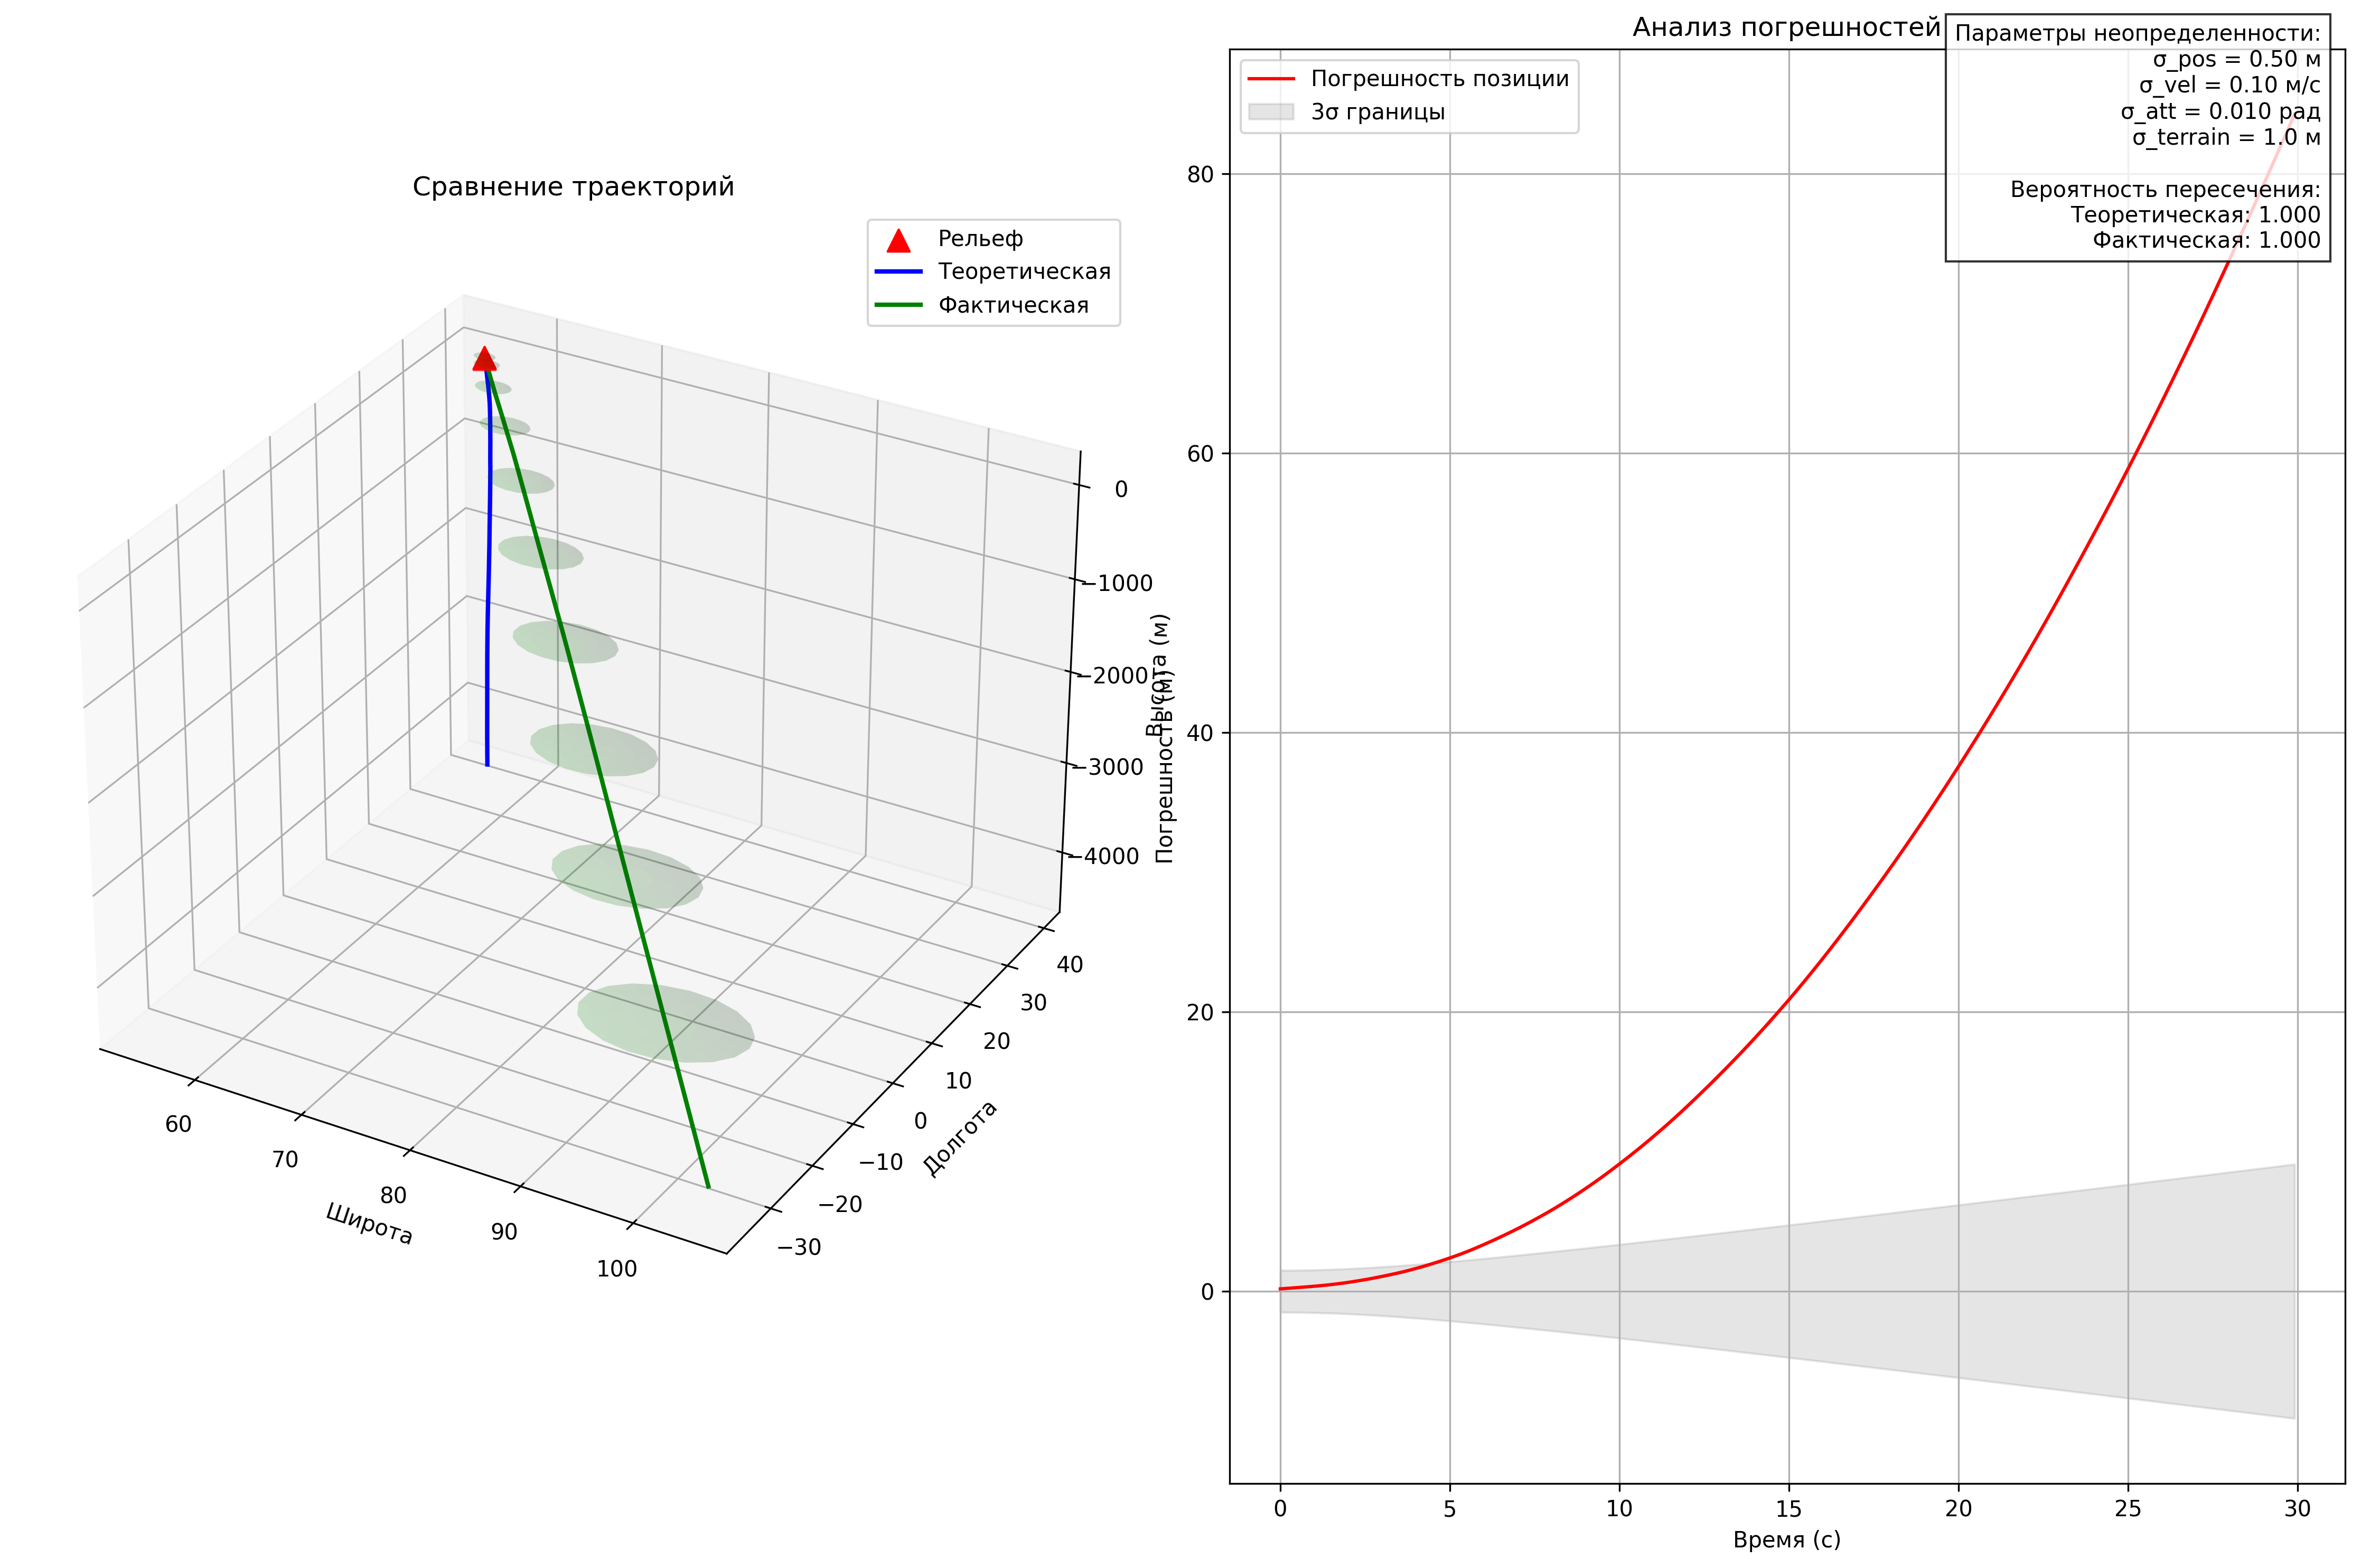 Сравнение траекторий
Рельеф
Теоретическая
Фактическая
0
−1000
−2000
−3000
−4000
Высота (м)
40
30
20
10
0
−10
−20
−30
Долгота
60
70
80
90
100
Широта
Анализ погрешностей
Погрешность позиции
3σ границы
Параметры неопределенности:
σ_pos = 0.50 м
σ_vel = 0.10 м/с
σ_att = 0.010 рад
σ_terrain = 1.0 м
Вероятность пересечения:
Теоретическая: 1.000
Фактическая: 1.000
80
60
40
20
0
Погрешность (м)
0
5
10
15
20
25
30
Время (с)